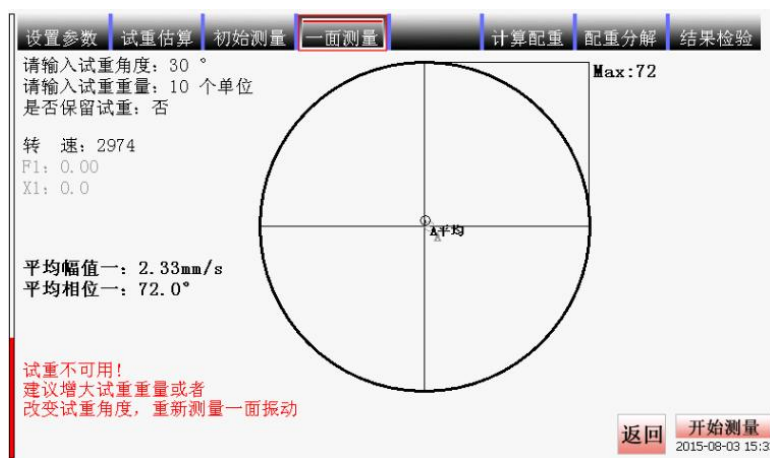 设置参数 试重估算 初始测量 一面测量 计算配重 配重分解 结果检验
请输入试重角度：30 °
请输入试重重量：10 个单位
是否保留试重：否
Max:72
转 速：2974
F1：0.00
X1：0.0
A平均
平均幅值一：2.33mm/s
平均相位一：72.0°
试重不可用！
建议增大试重重量或者
改变试重角度，重新测量一面振动
返回
开始测量
2015-08-03 15:3